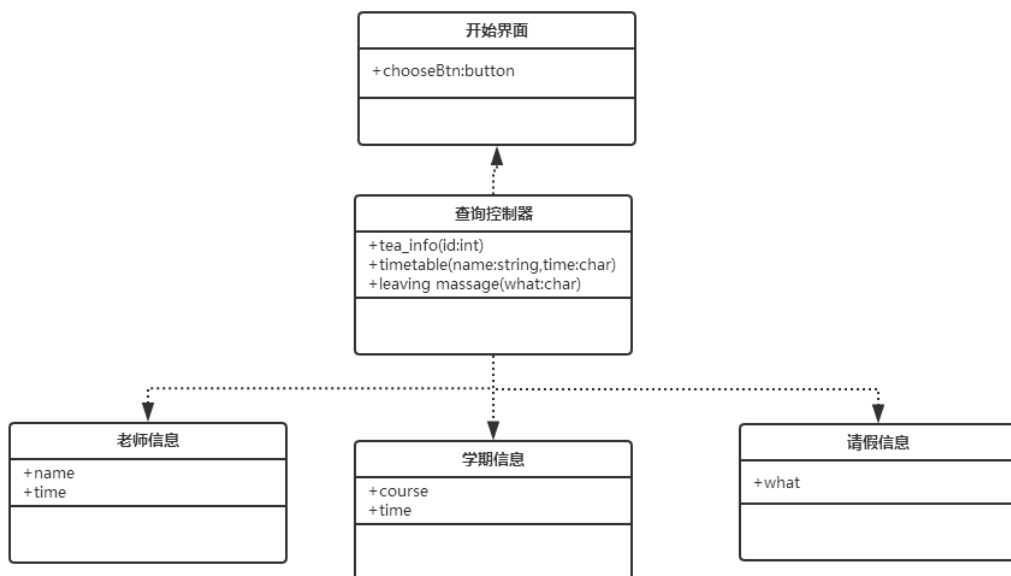 开始界面
+chooseBtn:button
查询控制器
+tea_info(id:int)
+timetable(name:string,time:char)
+leaving massage(what:char)
老师信息
+name
+time
学期信息
+course
+time
请假信息
+what